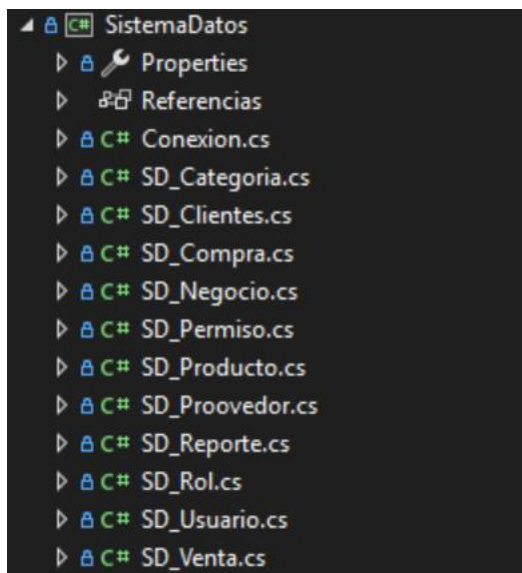 C# SistemaDatos
Properties
Referencias
C# Conexion.cs
C# SD_Categoria.cs
C# SD_Clientes.cs
C# SD_Compra.cs
C# SD_Negocio.cs
C# SD_Permiso.cs
C# SD_Producto.cs
C# SD_Proovedor.cs
C# SD_Reporte.cs
C# SD_Rol.cs
C# SD_Usuario.cs
C# SD_Venta.cs